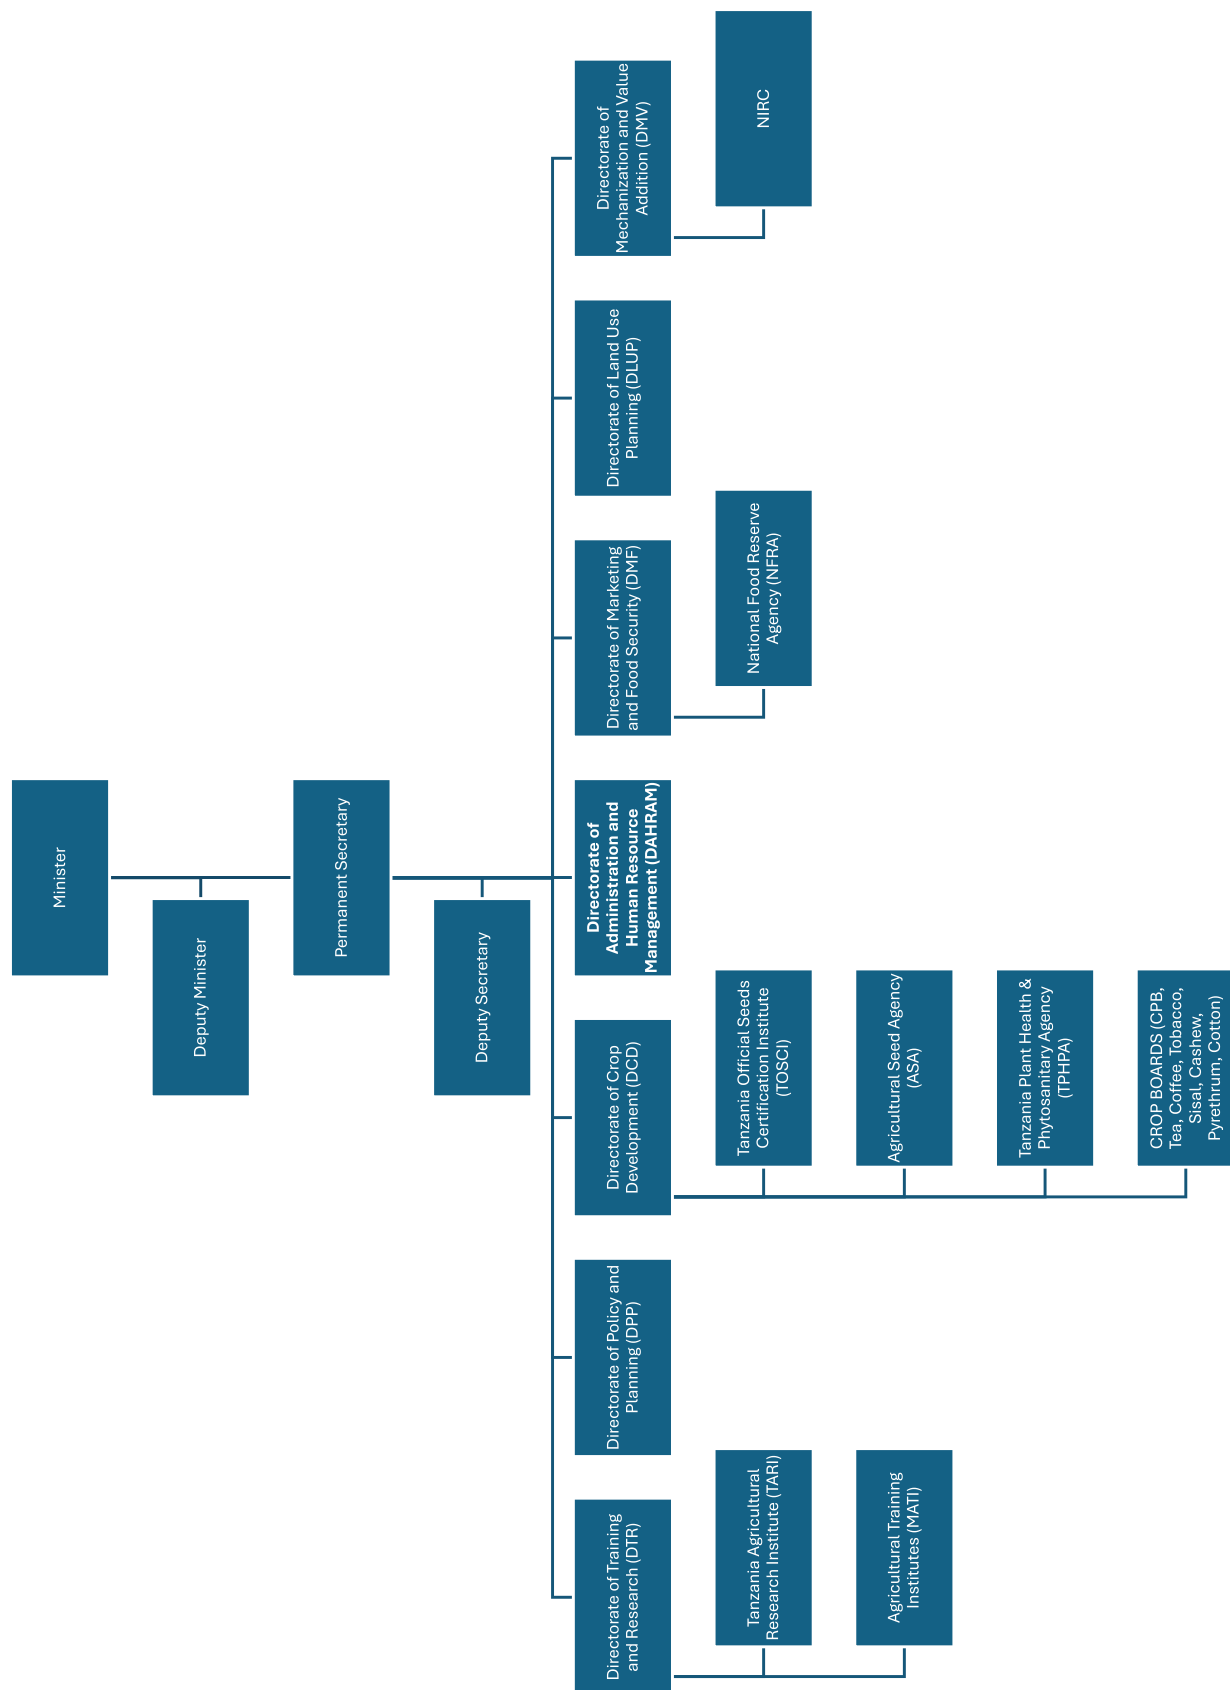 Minister
Deputy Minister
Permanent Secretary
Deputy Secretary
Directorate of Training
and Research (DTR)
Tanzania Agricultural
Research Institute (TARI)
Agricultural Training
Institutes (MATI)
Directorate of Policy and
Planning (DPP)
Directorate of Crop
Development (DCD)
Tanzania Official Seeds
Certification Institute
(TOSCI)
Agricultural Seed Agency
(ASA)
Tanzania Plant Health &
Phytosanitary Agency
(TPHPA)
CROP BOARDS (CPB,
Tea, Coffee, Tobacco,
Sisal, Cashew,
Pyrethrum, Cotton)
Directorate of
Administration and
Human Resource
Management (DAHRAM)
Directorate of Marketing
and Food Security (DMF)
National Food Reserve
Agency (NFRA)
Directorate of Land Use
Planning (DLUP)
Directorate of
Mechanization and Value
Addition (DMV)
NIRC